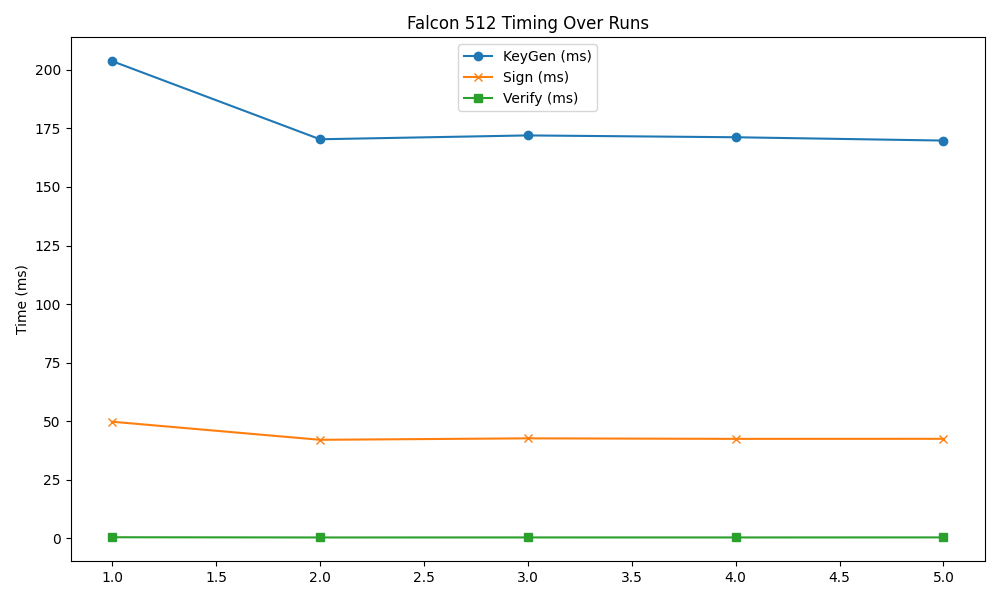 Falcon 512 Timing Over Runs
KeyGen (ms)
Sign (ms)
Verify (ms)
Time (ms)
200
175
150
125
100
75
50
25
0
1.0 1.5 2.0 2.5 3.0 3.5 4.0 4.5 5.0